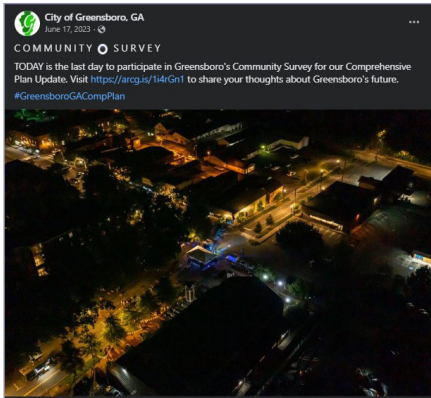 City of Greensboro, GA
June 17, 2023 ·
COMMUNITY SURVEY
TODAY is the last day to participate in Greensboro's Community Survey for our Comprehensive
Plan Update. Visit https://arcg.is/1i4rGn1 to share your thoughts about Greensboro's future.
#GreensboroGACompPlan